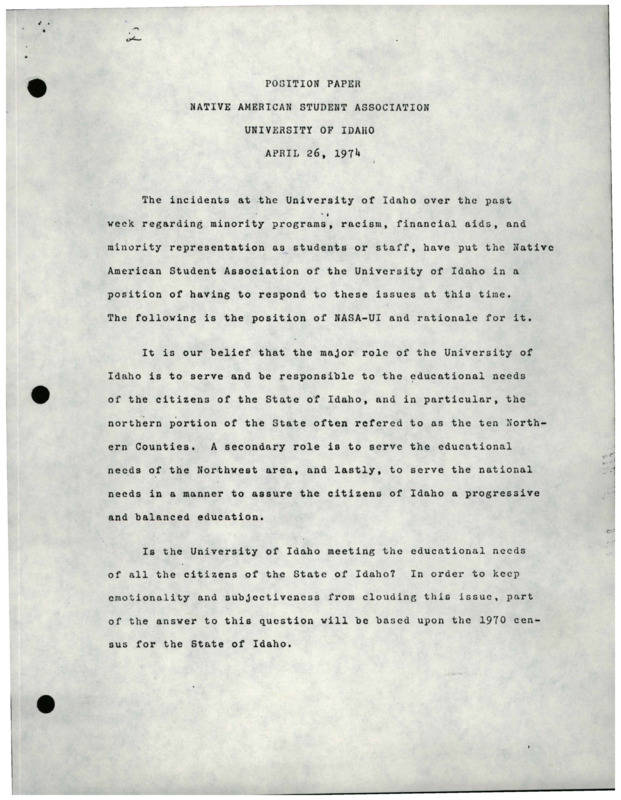 2
POSITION PAPER
NATIVE AMERICAN STUDENT ASSOCIATION
UNIVERSITY OF IDAHO
APRIL 26, 1974
The incidents at the University of Idaho over the past
week regarding minority programs, racism, financial aids, and
minority representation as students or staff, have put the Native
American Student Association of the University of Idaho in a
position of having to respond to these issues at this time.
The following is the position of NASA-UI and rationale for it.
It is our belief that the major role of the University of
Idaho is to serve and be responsible to the educational needs
of the citizens of the State of Idaho, and in particular, the
northern portion of the State often refered to as the ten North-
ern Counties. A secondary role is to serve the educational
needs of the Northwest area, and lastly, to serve the national
needs in a manner to assure the citizens of Idaho a progressive
and balanced education.
Is the University of Idaho meeting the educational needs
of all the citizens of the State of Idaho? In order to keep
emotionality and subjectiveness from clouding this issue, part
of the answer to this question will be based upon the 1970 cen-
sus for the State of Idaho.